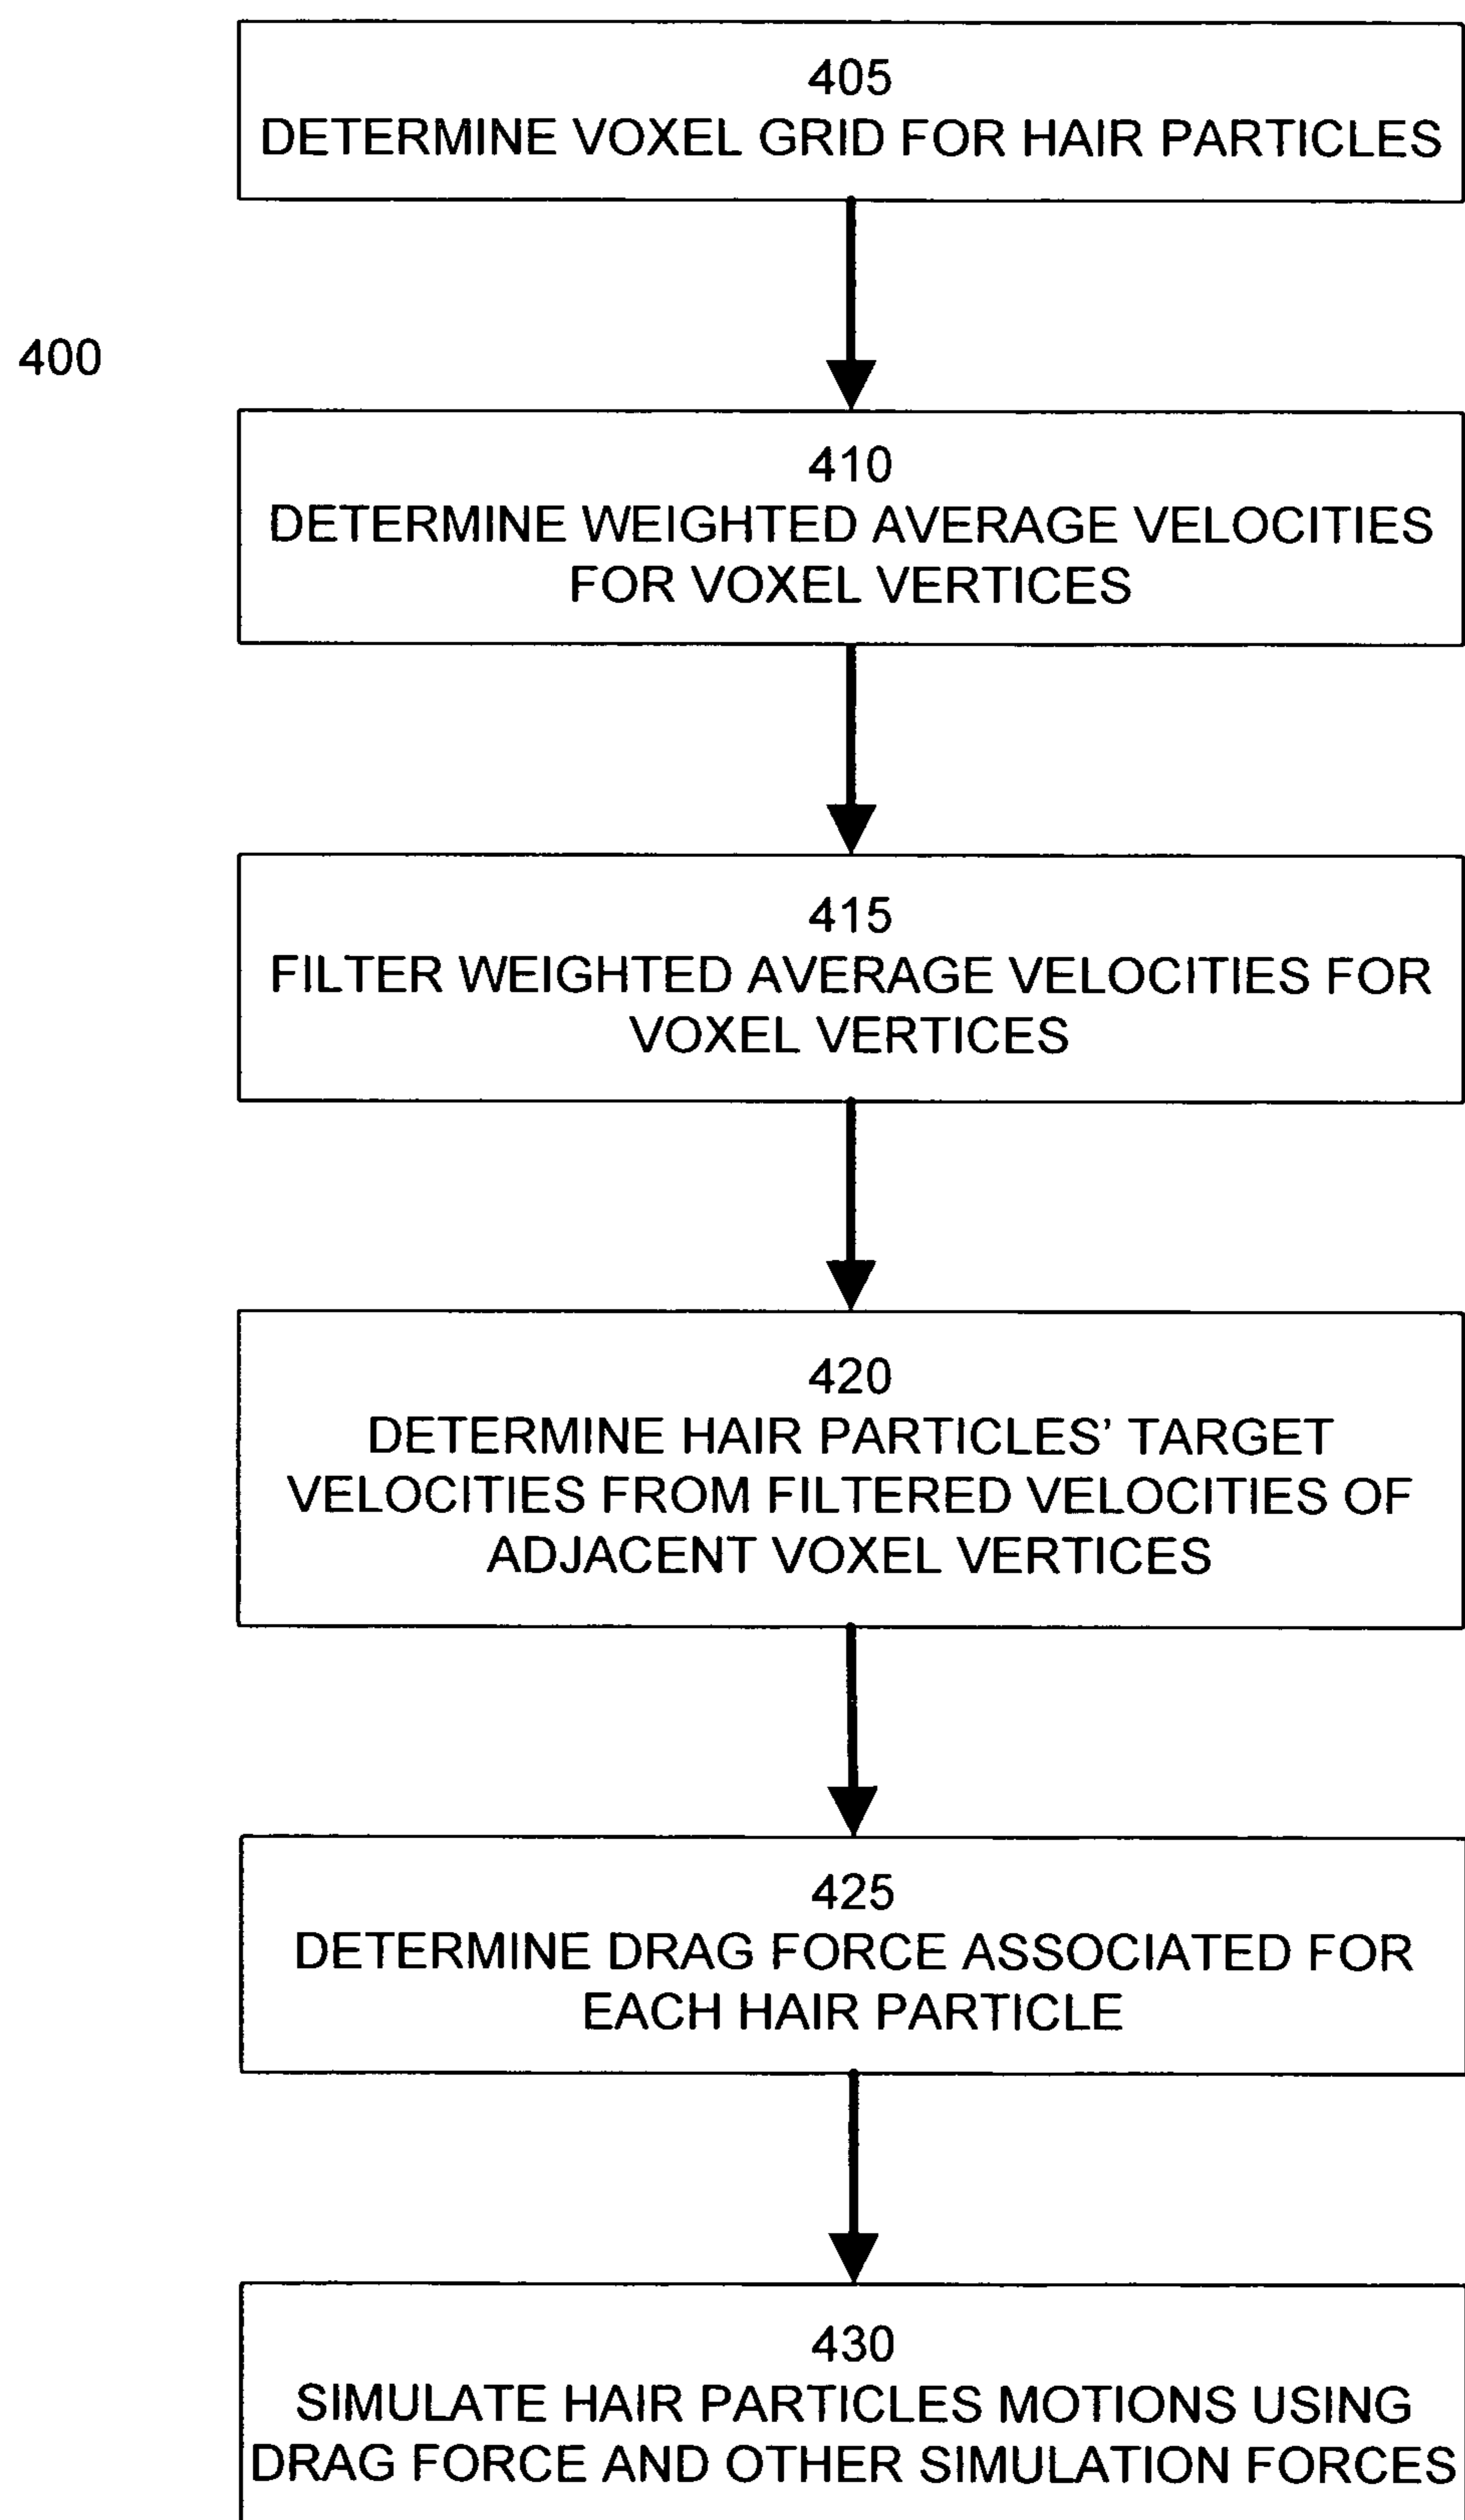 405
DETERMINE VOXEL GRID FOR HAIR PARTICLES
400
410
DETERMINE WEIGHTED AVERAGE VELOCITIES
FOR VOXEL VERTICES
415
FILTER WEIGHTED AVERAGE VELOCITIES FOR
VOXEL VERTICES
420
DETERMINE HAIR PARTICLES' TARGET
VELOCITIES FROM FILTERED VELOCITIES OF
ADJACENT VOXEL VERTICES
425
DETERMINE DRAG FORCE ASSOCIATED FOR
EACH HAIR PARTICLE
430
SIMULATE HAIR PARTICLES MOTIONS USING
DRAG FORCE AND OTHER SIMULATION FORCES